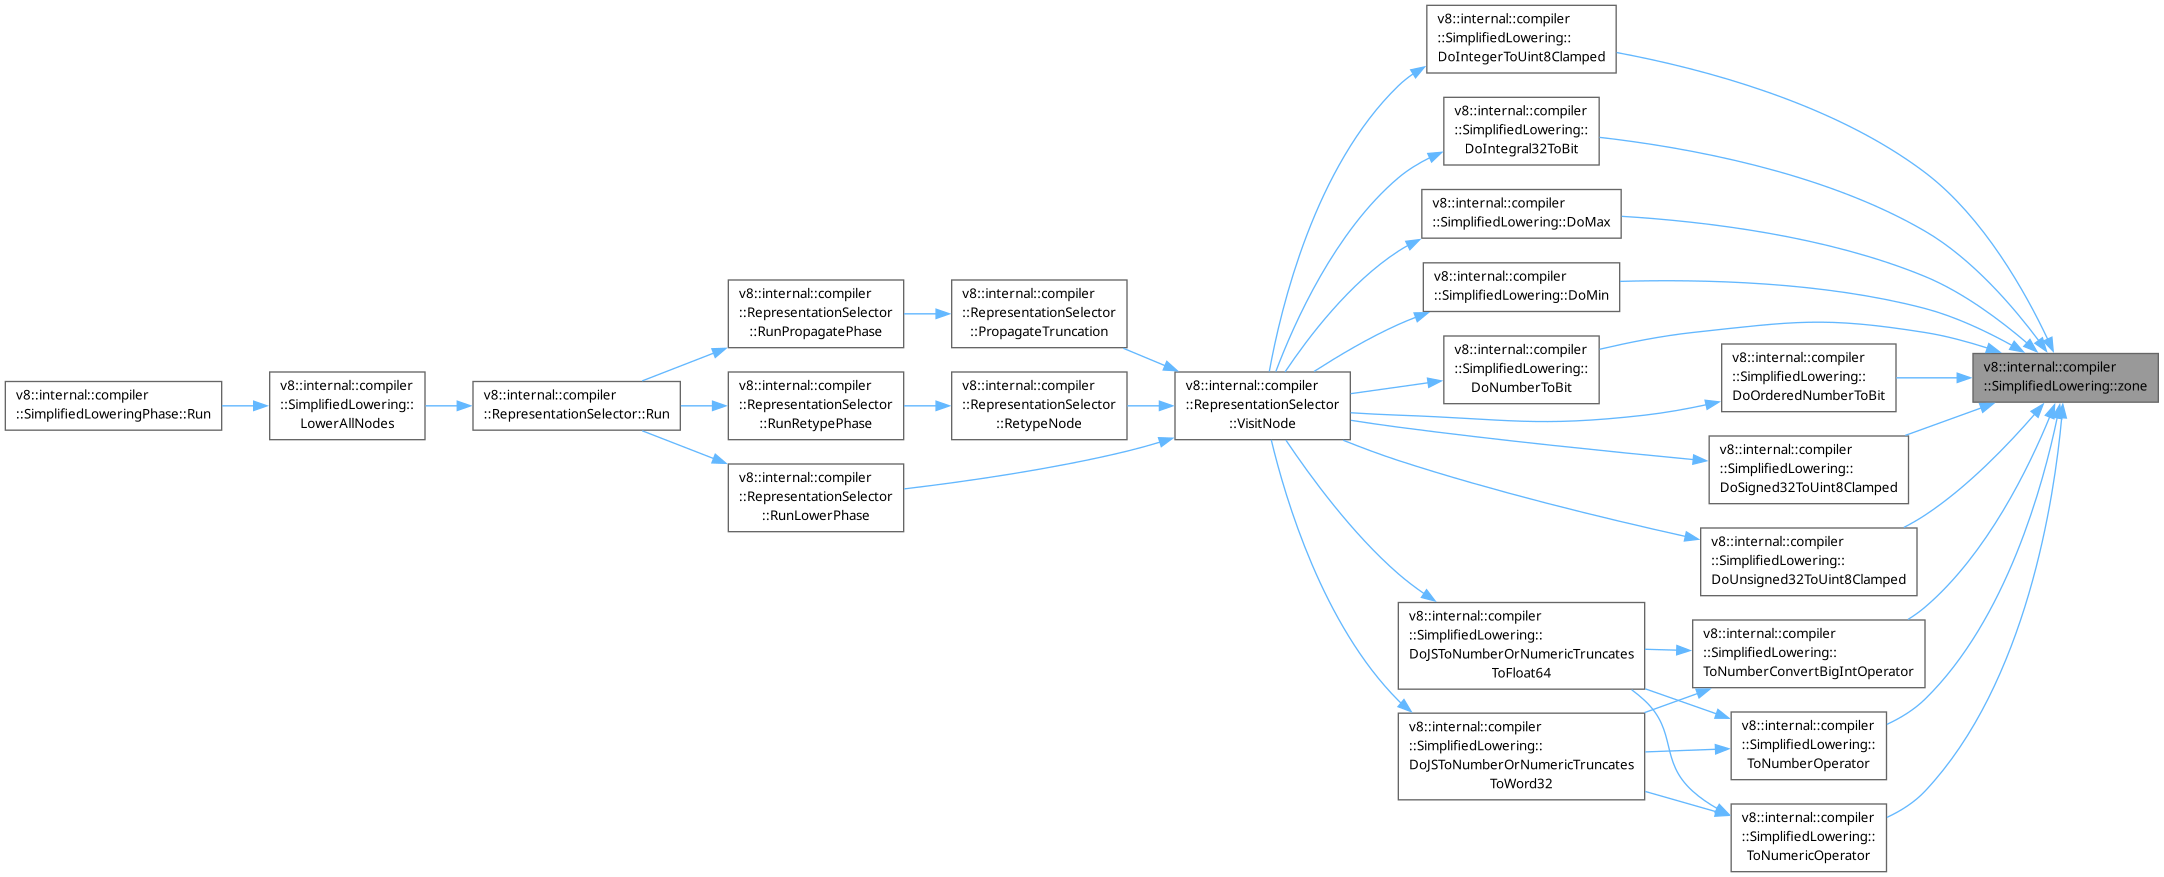 v8::internal::compiler
::SimplifiedLoweringPhase::Run
v8::internal::compiler
::SimplifiedLowering::
LowerAllNodes
v8::internal::compiler
::RepresentationSelector::Run
v8::internal::compiler
::RepresentationSelector
::RunPropagatePhase
v8::internal::compiler
::RepresentationSelector
::RunRetypePhase
v8::internal::compiler
::RepresentationSelector
::RunLowerPhase
v8::internal::compiler
::RepresentationSelector
::PropagateTruncation
v8::internal::compiler
::RepresentationSelector
::RetypeNode
v8::internal::compiler
::RepresentationSelector
::VisitNode
v8::internal::compiler
::SimplifiedLowering::
DoIntegerToUint8Clamped
v8::internal::compiler
::SimplifiedLowering::
DoIntegral32ToBit
v8::internal::compiler
::SimplifiedLowering::DoMax
v8::internal::compiler
::SimplifiedLowering::DoMin
v8::internal::compiler
::SimplifiedLowering::
DoNumberToBit
v8::internal::compiler
::SimplifiedLowering::
DoOrderedNumberToBit
v8::internal::compiler
::SimplifiedLowering::
DoSigned32ToUint8Clamped
v8::internal::compiler
::SimplifiedLowering::
DoUnsigned32ToUint8Clamped
v8::internal::compiler
::SimplifiedLowering::
DoJSToNumberOrNumericTruncates
ToFloat64
v8::internal::compiler
::SimplifiedLowering::
DoJSToNumberOrNumericTruncates
ToWord32
v8::internal::compiler
::SimplifiedLowering::
ToNumberConvertBigIntOperator
v8::internal::compiler
::SimplifiedLowering::
ToNumberOperator
v8::internal::compiler
::SimplifiedLowering::
ToNumericOperator
v8::internal::compiler
::SimplifiedLowering::zone